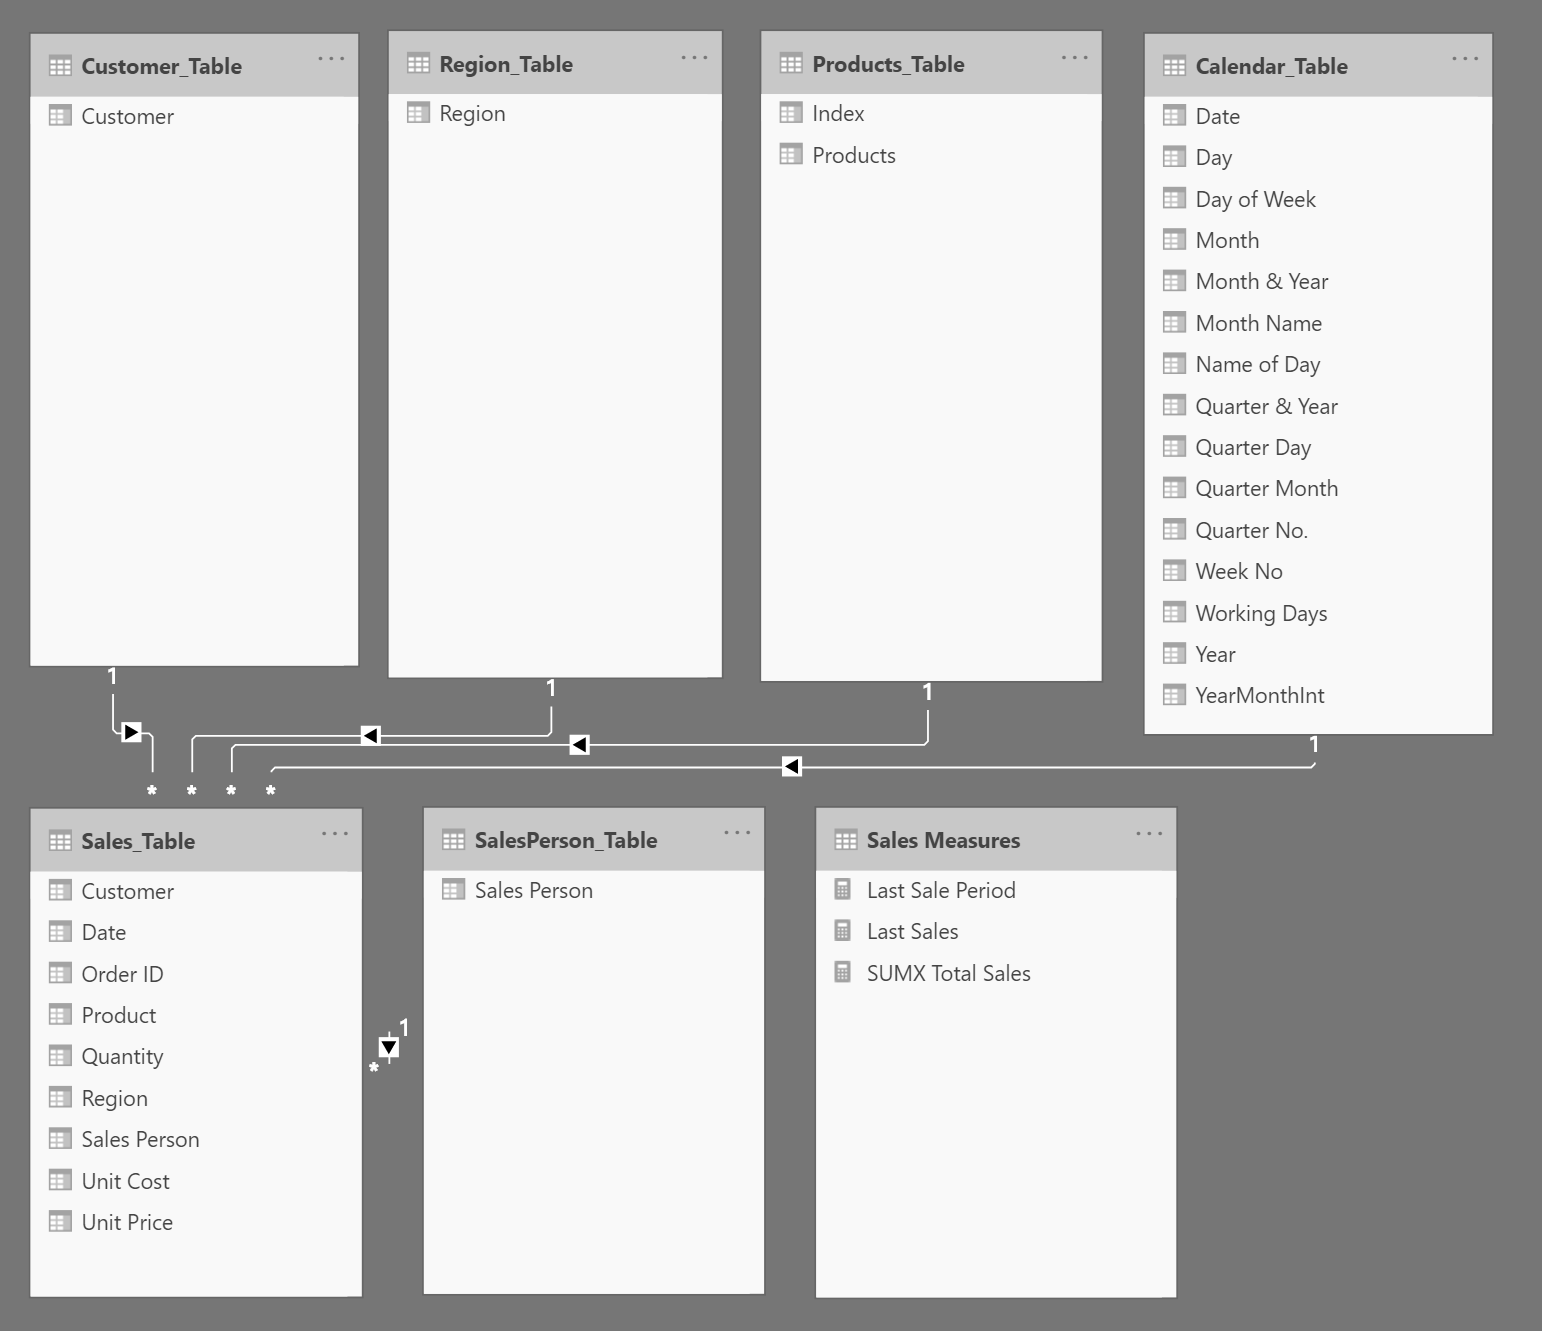 Customer_Table
Customer
Region_Table
Region
Products_Table
Index
Products
Calendar_Table
Date
Day
Day of Week
Month
Month & Year
Month Name
Name of Day
Quarter & Year
Quarter Day
Quarter Month
Quarter No.
Week No
Working Days
Year
YearMonthInt
1
1
1
1
* * * *
Sales_Table
Customer
Date
Order ID
Product
Quantity
Region
Sales Person
Unit Cost
Unit Price
1
*
SalesPerson_Table
Sales Person
Sales Measures
Last Sale Period
Last Sales
SUMX Total Sales